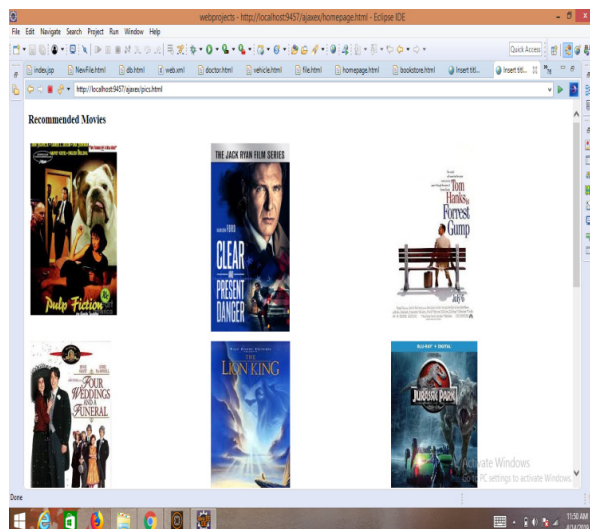 webprojects - http://localhost:9457/ajaxex/homepage.html - Eclipse IDE
File Edit Navigate Search Project Run Window Help
Quick Access
index.jsp NewFile.html db.html web.xml doctor.html vehicle.html file.html homepage.html bookstore.html Insert titl... Insert titl...
http://localhost:9457/ajaxex/pics.html
Recommended Movies
Pulp Fiction
THE JACK RYAN FILM SERIES
HARRISON FORD
CLEAR
AND
PRESENT
DANGER
Tom
Hanks is
Forrest
Gump
July 6
FOUR
WEDDINGS
AND A
FUNERAL
THE
LION KING
BLU-RAY + DIGITAL
JURASSIC PARK
Activate Windows
Go to PC settings to activate Windows.
Done
11:50 AM